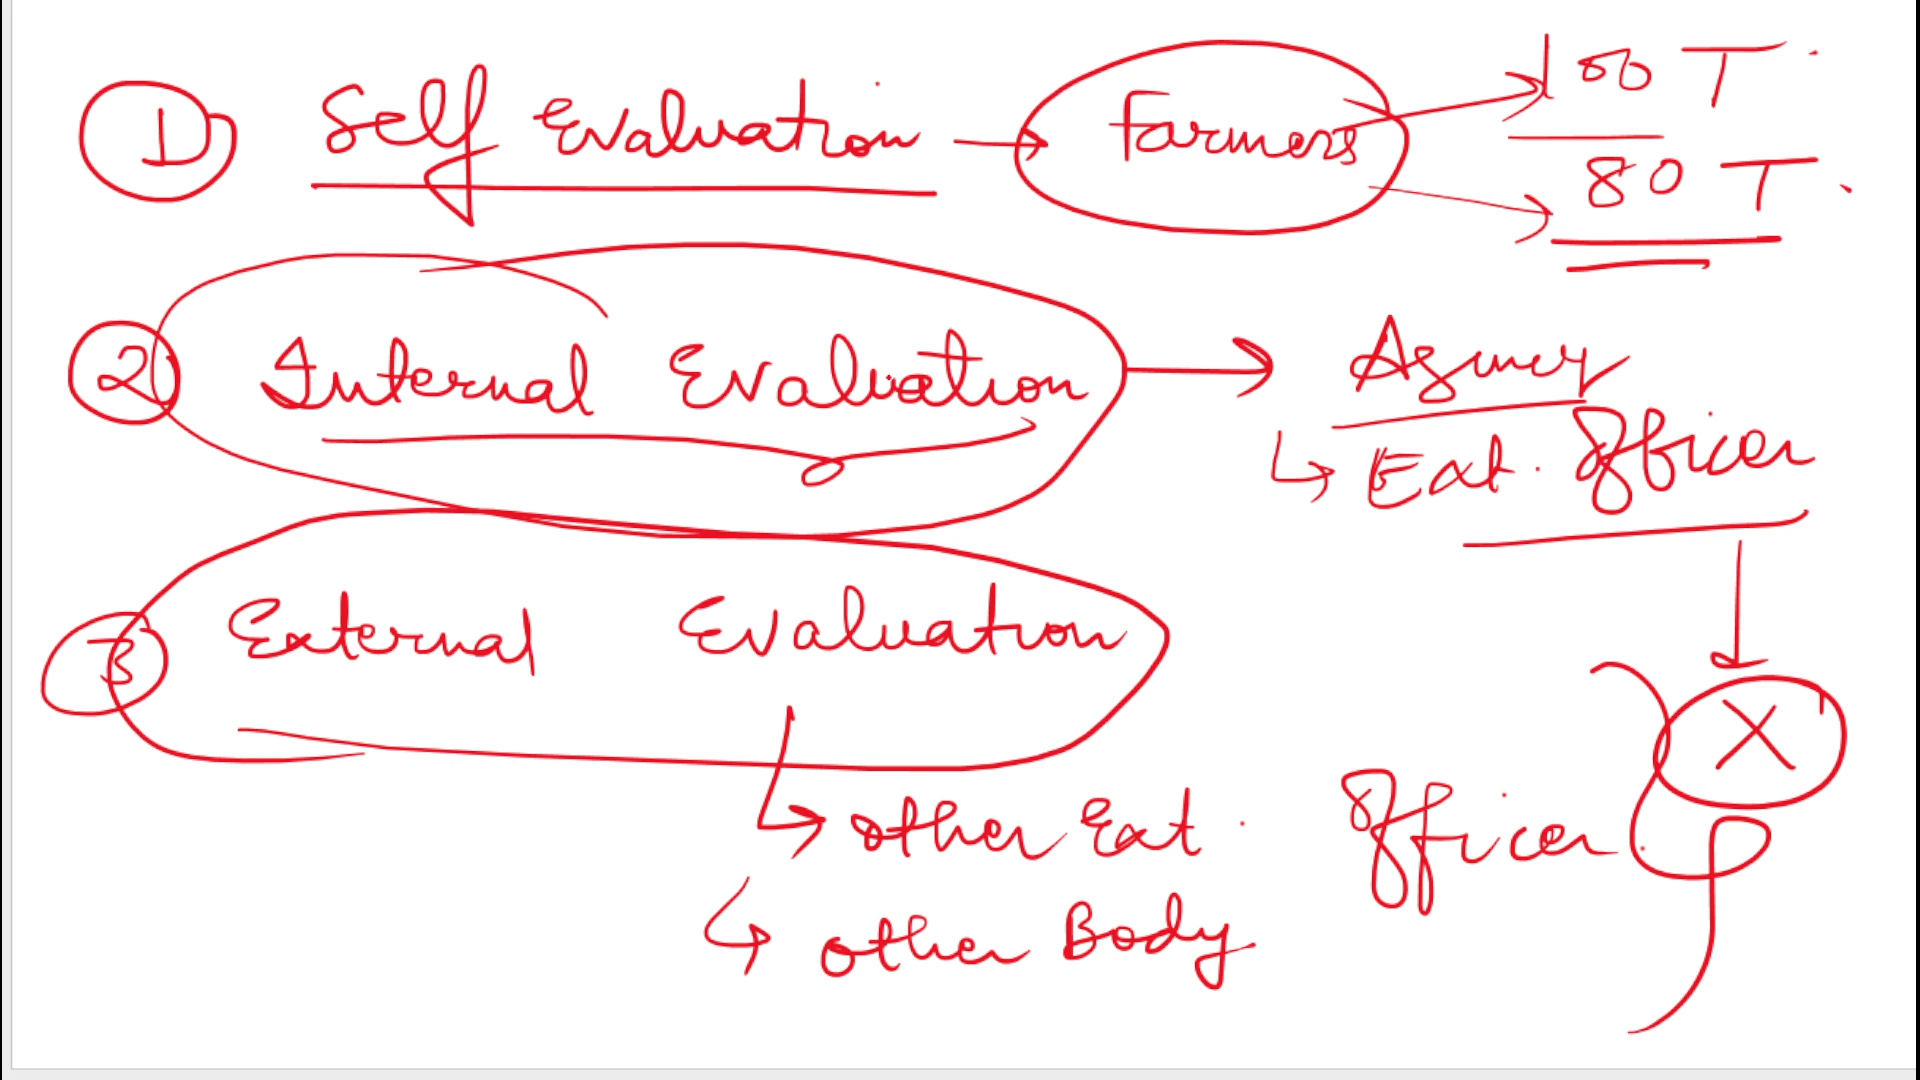 1 Self Evaluation → Farmers → 100 T.
→ 80 T.
2 Internal Evaluation → Agency
↳ Ext. Officer
X
3 External Evaluation
↳ other Ext. Officer
↳ other Body